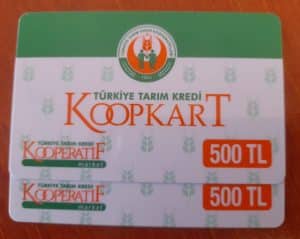 TÜRKİYE TARIM KREDİ
KOOPKART
TÜRKİYE TARIM KREDİ
KOOPERATİF
market
500 TL
TÜRKİYE TARIM KREDİ
KOOPERATİF
market
500 TL